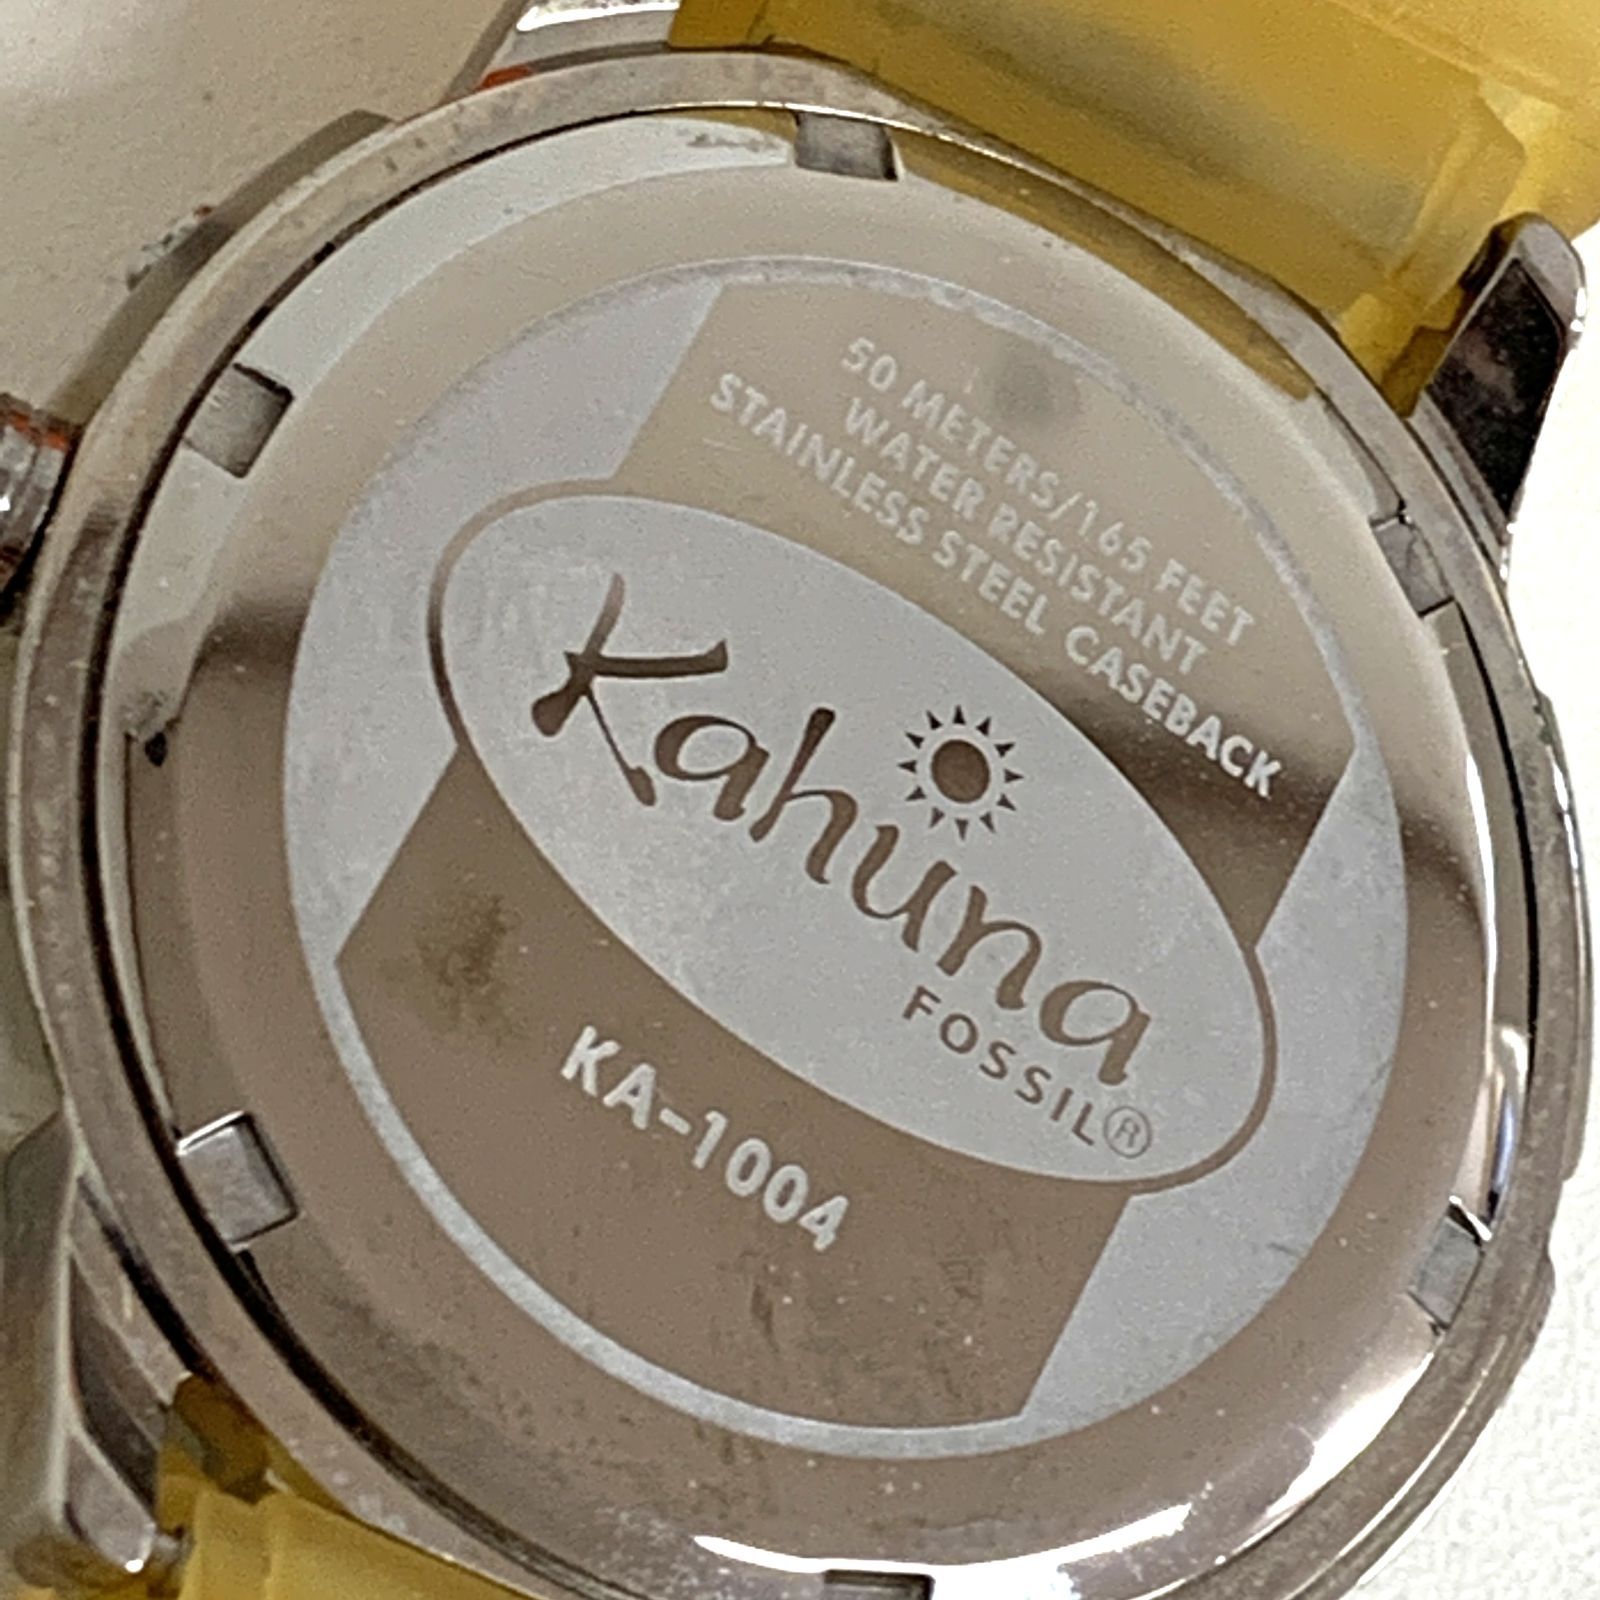 50 METERS/165 FEET
WATER RESISTANT
STAINLESS STEEL CASEBACK
Kahuna
FOSSIL®
KA-1004